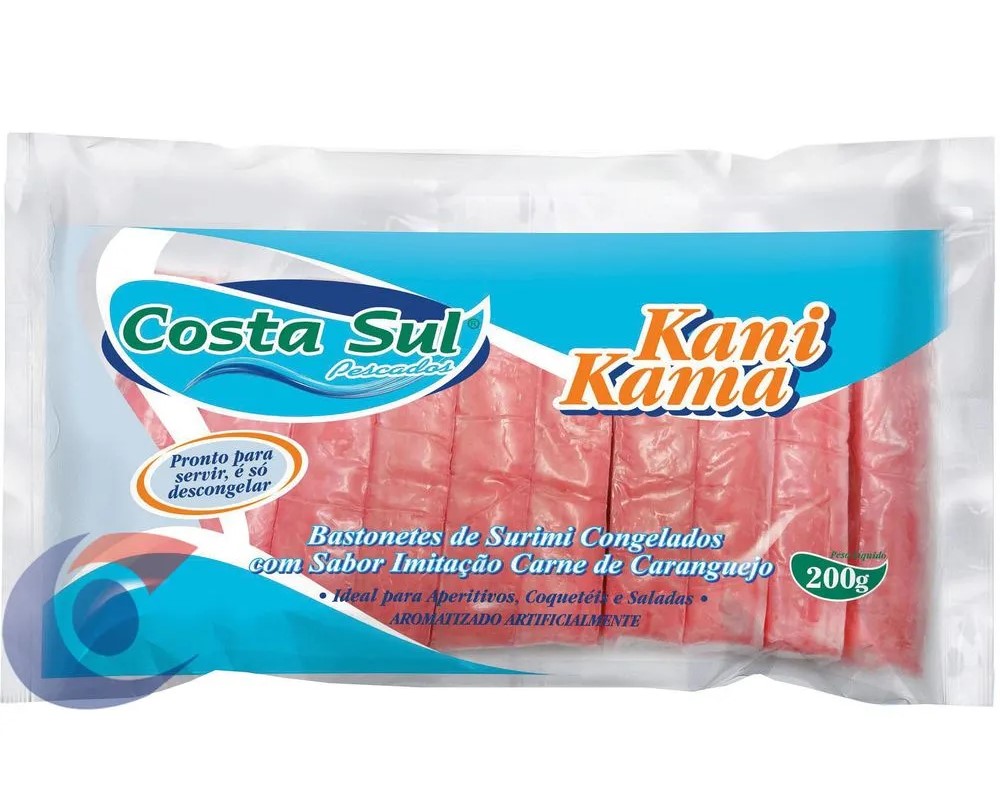 Costa Sul®
Pescados
Kani
Kama
Pronto para
servir, é só
descongelar
Bastonetes de Surimi Congelados
com Sabor Imitação Carne de Caranguejo
• Ideal para Aperitivos, Coquetéis e Saladas •
AROMATIZADO ARTIFICIALMENTE
Peso Líquido
200g